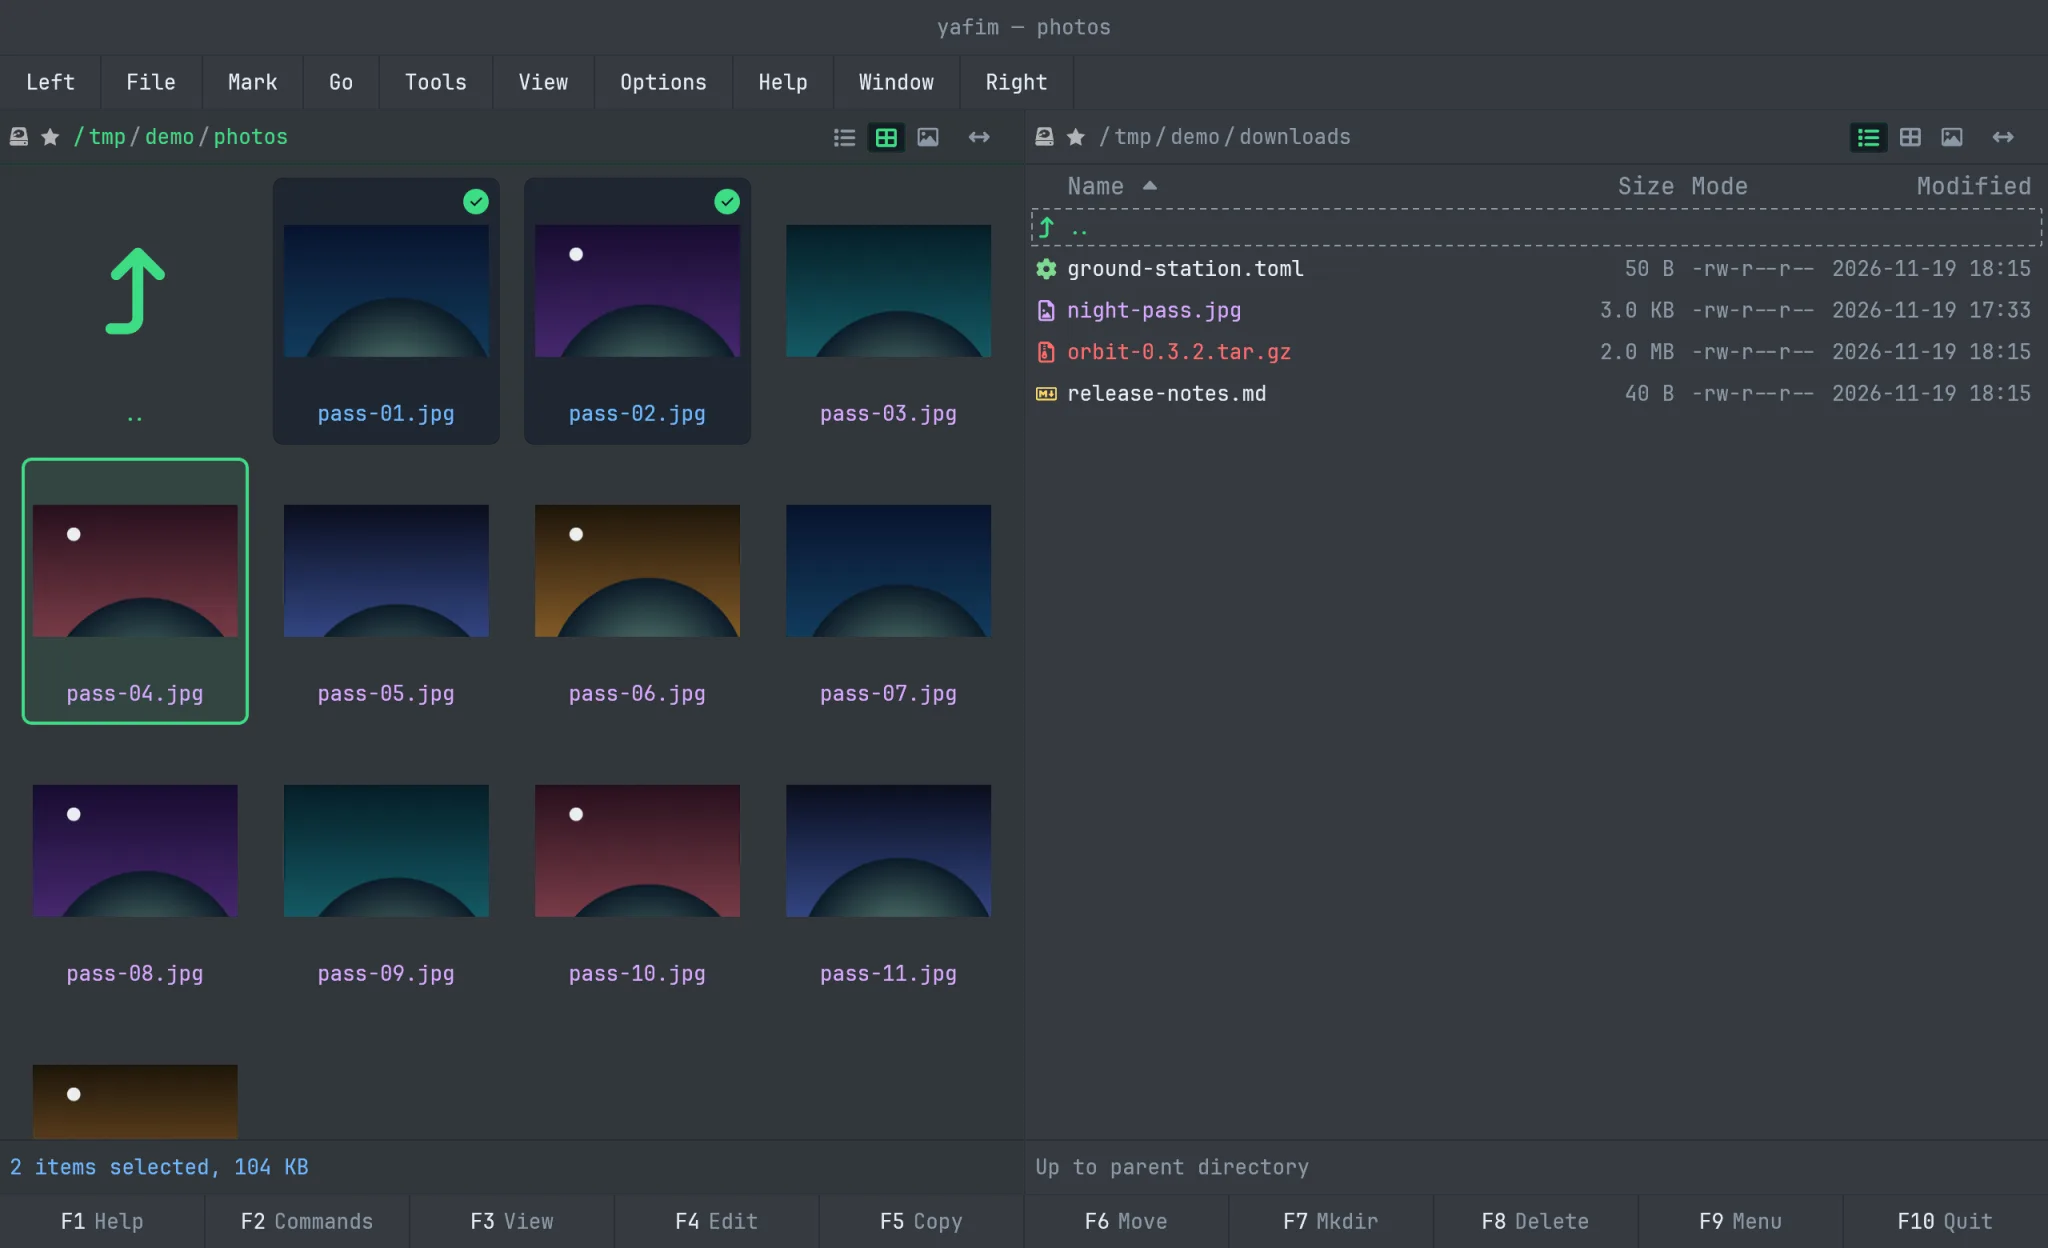 yafim — photos
Left File Mark Go Tools View Options Help Window Right
/tmp/demo/photos
..
pass-01.jpg
pass-02.jpg
pass-03.jpg
pass-04.jpg
pass-05.jpg
pass-06.jpg
pass-07.jpg
pass-08.jpg
pass-09.jpg
pass-10.jpg
pass-11.jpg
2 items selected, 104 KB
/tmp/demo/downloads
Name Size Mode Modified
..
ground-station.toml 50 B -rw-r--r-- 2026-11-19 18:15
night-pass.jpg 3.0 KB -rw-r--r-- 2026-11-19 17:33
orbit-0.3.2.tar.gz 2.0 MB -rw-r--r-- 2026-11-19 18:15
release-notes.md 40 B -rw-r--r-- 2026-11-19 18:15
Up to parent directory
F1 Help F2 Commands F3 View F4 Edit F5 Copy F6 Move F7 Mkdir F8 Delete F9 Menu F10 Quit